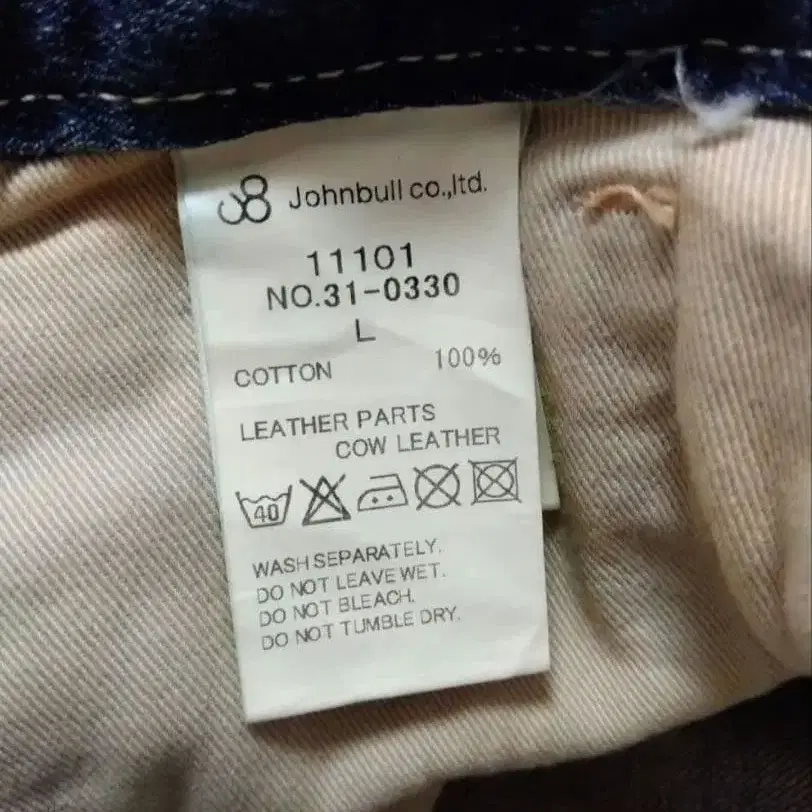 Johnbull co.,ltd.
11101
NO.31-0330
L
COTTON 100%
LEATHER PARTS
COW LEATHER
40
WASH SEPARATELY.
DO NOT LEAVE WET.
DO NOT BLEACH.
DO NOT TUMBLE DRY.